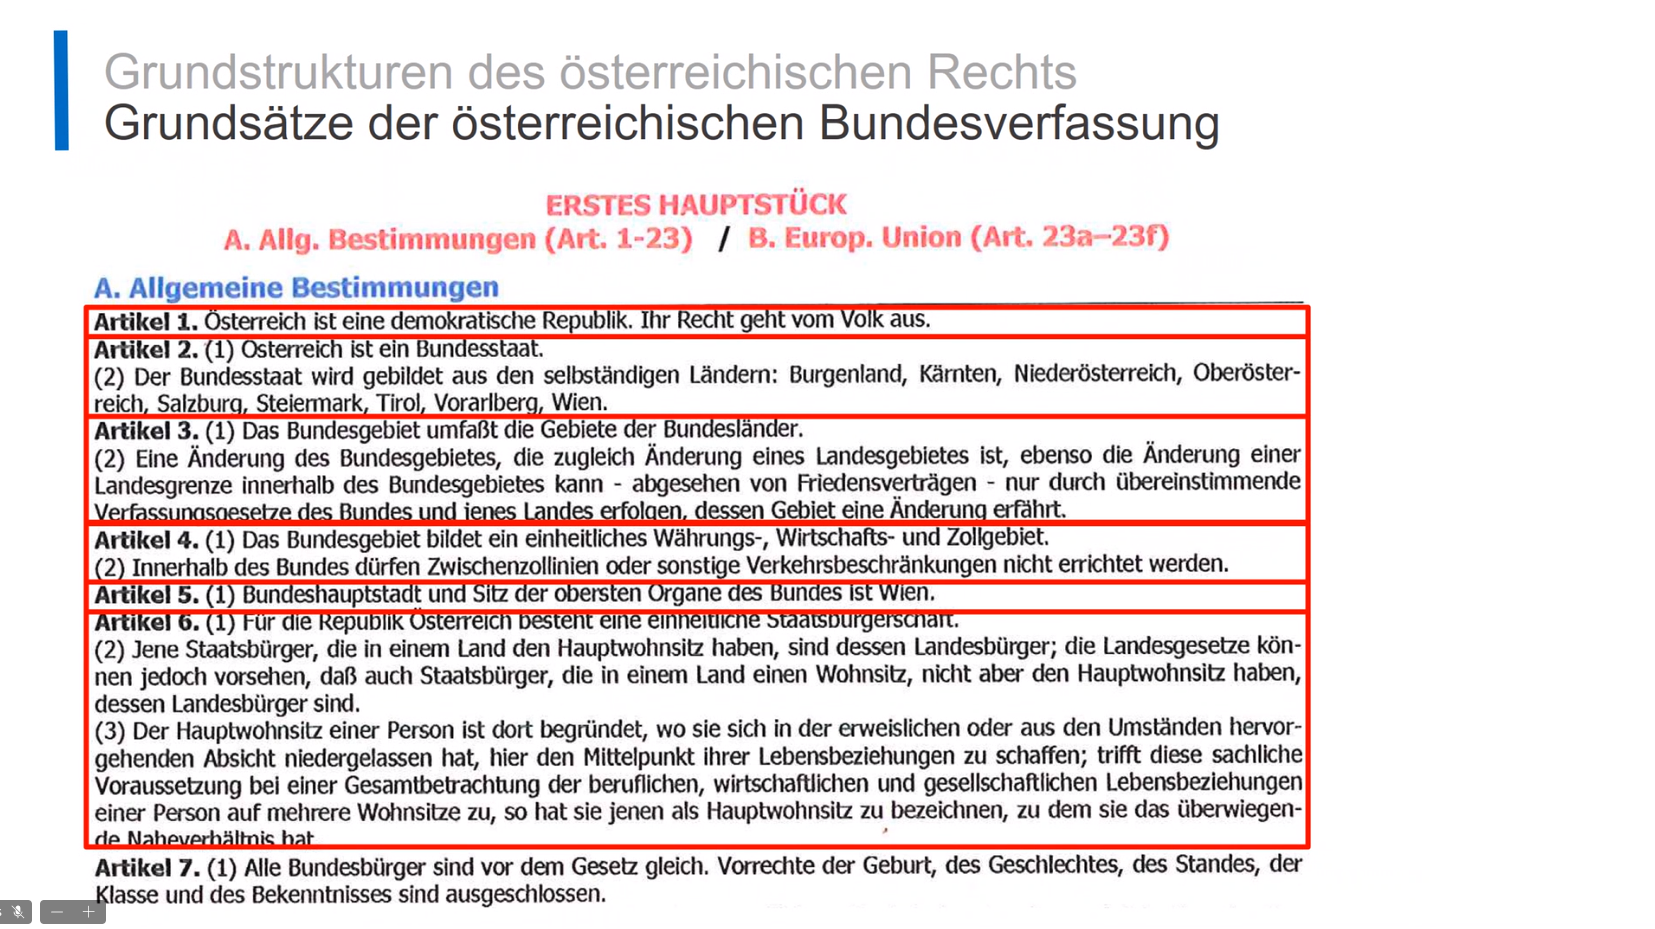 Grundstrukturen des österreichischen Rechts
Grundsätze der österreichischen Bundesverfassung
ERSTES HAUPTSTÜCK
A. Allg. Bestimmungen (Art. 1-23) / B. Europ. Union (Art. 23a–23f)
A. Allgemeine Bestimmungen
Artikel 1. Österreich ist eine demokratische Republik. Ihr Recht geht vom Volk aus.
Artikel 2. (1) Österreich ist ein Bundesstaat.
(2) Der Bundesstaat wird gebildet aus den selbständigen Ländern: Burgenland, Kärnten, Niederösterreich, Oberöster-
reich, Salzburg, Steiermark, Tirol, Vorarlberg, Wien.
Artikel 3. (1) Das Bundesgebiet umfaßt die Gebiete der Bundesländer.
(2) Eine Änderung des Bundesgebietes, die zugleich Änderung eines Landesgebietes ist, ebenso die Änderung einer
Landesgrenze innerhalb des Bundesgebietes kann - abgesehen von Friedensverträgen - nur durch übereinstimmende
Verfassungsgesetze des Bundes und jenes Landes erfolgen, dessen Gebiet eine Änderung erfährt.
Artikel 4. (1) Das Bundesgebiet bildet ein einheitliches Währungs-, Wirtschafts- und Zollgebiet.
(2) Innerhalb des Bundes dürfen Zwischenzollinien oder sonstige Verkehrsbeschränkungen nicht errichtet werden.
Artikel 5. (1) Bundeshauptstadt und Sitz der obersten Organe des Bundes ist Wien.
Artikel 6. (1) Für die Republik Österreich besteht eine einheitliche Staatsbürgerschaft.
(2) Jene Staatsbürger, die in einem Land den Hauptwohnsitz haben, sind dessen Landesbürger; die Landesgesetze kön-
nen jedoch vorsehen, daß auch Staatsbürger, die in einem Land einen Wohnsitz, nicht aber den Hauptwohnsitz haben,
dessen Landesbürger sind.
(3) Der Hauptwohnsitz einer Person ist dort begründet, wo sie sich in der erweislichen oder aus den Umständen hervor-
gehenden Absicht niedergelassen hat, hier den Mittelpunkt ihrer Lebensbeziehungen zu schaffen; trifft diese sachliche
Voraussetzung bei einer Gesamtbetrachtung der beruflichen, wirtschaftlichen und gesellschaftlichen Lebensbeziehungen
einer Person auf mehrere Wohnsitze zu, so hat sie jenen als Hauptwohnsitz zu bezeichnen, zu dem sie das überwiegen-
de Naheverhältnis hat
Artikel 7. (1) Alle Bundesbürger sind vor dem Gesetz gleich. Vorrechte der Geburt, des Geschlechtes, des Standes, der
Klasse und des Bekenntnisses sind ausgeschlossen.